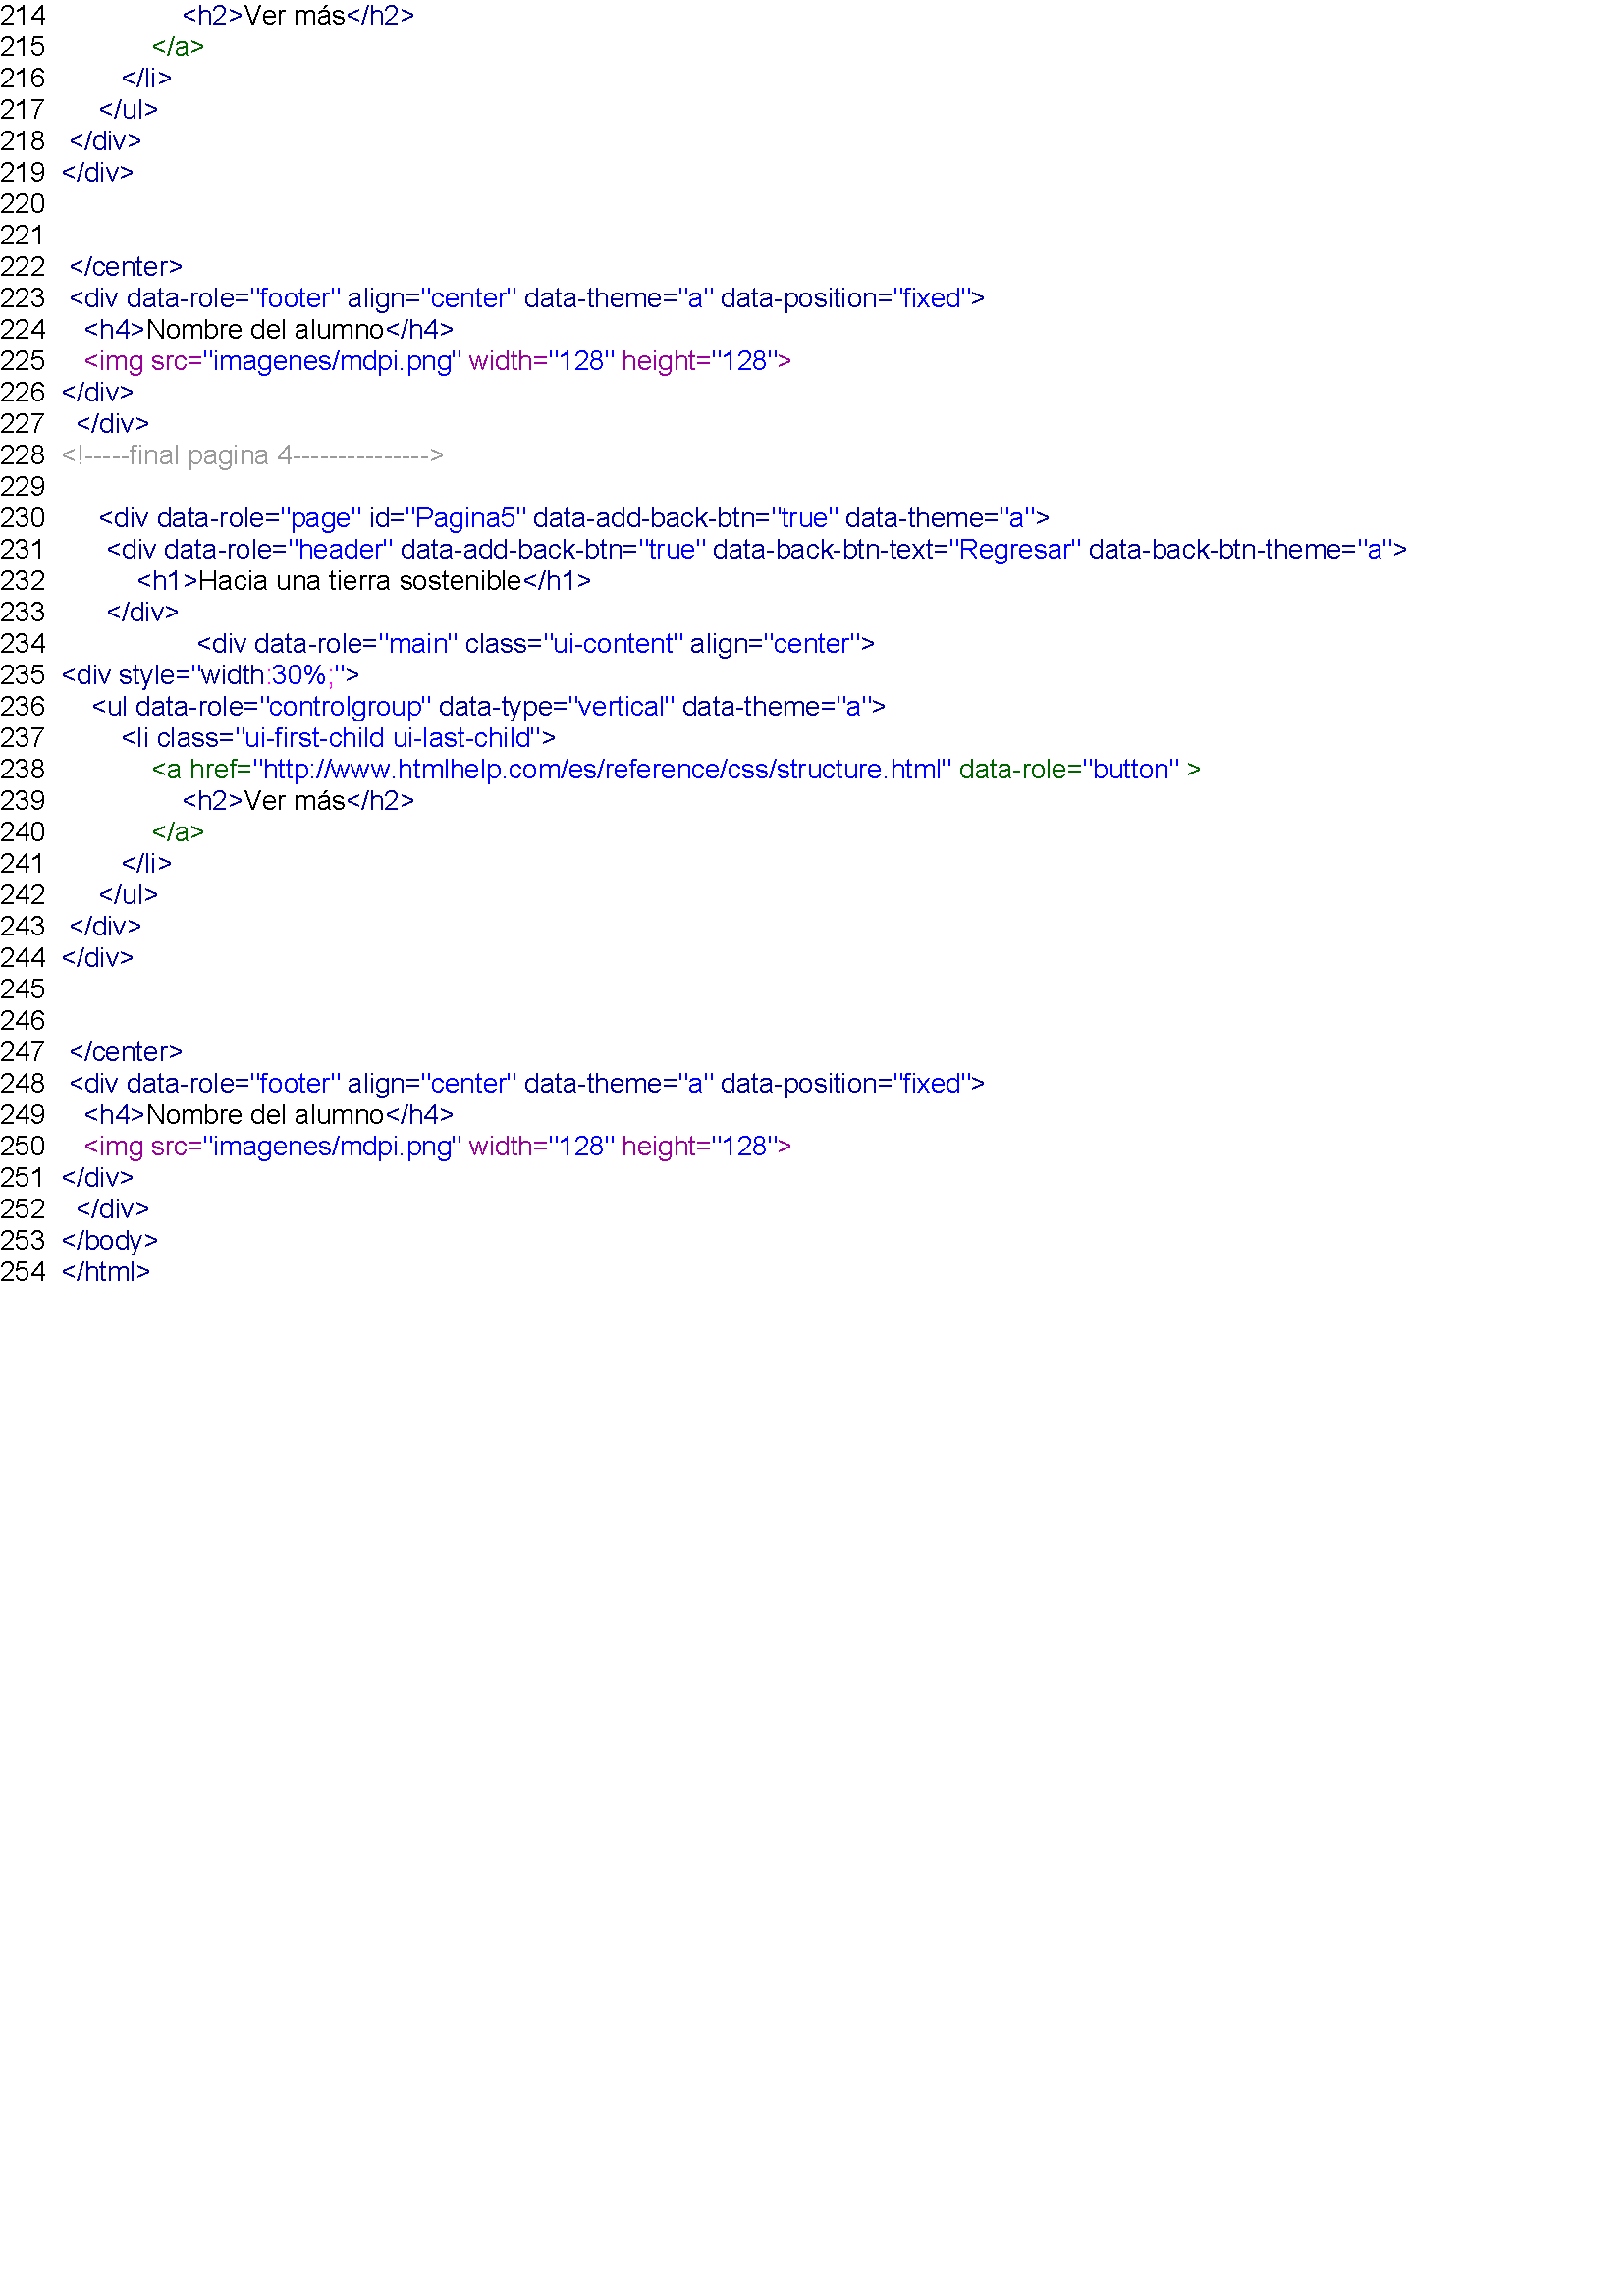 214 <h2>Ver más</h2>
215 </a>
216 </li>
217 </ul>
218 </div>
219 </div>
220
221
222 </center>
223 <div data-role="footer" align="center" data-theme="a" data-position="fixed">
224 <h4>Nombre del alumno</h4>
225 <img src="imagenes/mdpi.png" width="128" height="128">
226 </div>
227 </div>
228 <!-----final pagina 4--------------->
229
230 <div data-role="page" id="Pagina5" data-add-back-btn="true" data-theme="a">
231 <div data-role="header" data-add-back-btn="true" data-back-btn-text="Regresar" data-back-btn-theme="a">
232 <h1>Hacia una tierra sostenible</h1>
233 </div>
234 <div data-role="main" class="ui-content" align="center">
235 <div style="width:30%;">
236 <ul data-role="controlgroup" data-type="vertical" data-theme="a">
237 <li class="ui-first-child ui-last-child">
238 <a href="http://www.htmlhelp.com/es/reference/css/structure.html" data-role="button" >
239 <h2>Ver más</h2>
240 </a>
241 </li>
242 </ul>
243 </div>
244 </div>
245
246
247 </center>
248 <div data-role="footer" align="center" data-theme="a" data-position="fixed">
249 <h4>Nombre del alumno</h4>
250 <img src="imagenes/mdpi.png" width="128" height="128">
251 </div>
252 </div>
253 </body>
254 </html>